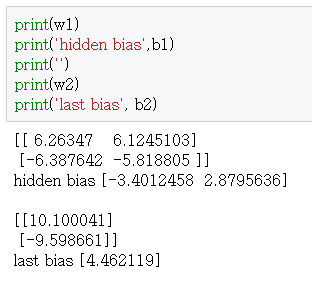 print(w1)
print('hidden bias',b1)
print('')
print(w2)
print('last bias', b2)
[[ 6.26347 6.1245103]
[-6.387642 -5.818805 ]]
hidden bias [-3.4012458 2.8795636]
[[10.100041]
[-9.598661]]
last bias [4.462119]